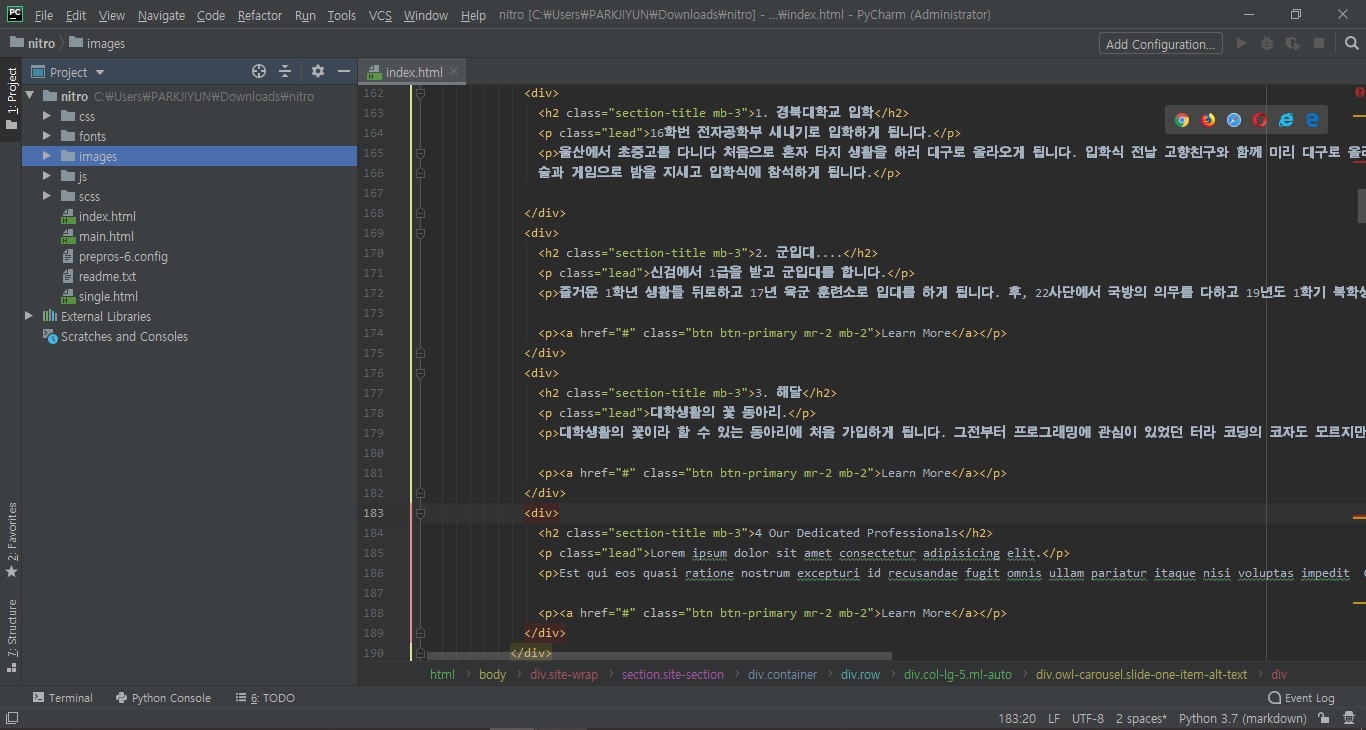 PC File Edit View Navigate Code Refactor Run Tools VCS Window Help nitro [C:₩Users₩PARKJIYUN₩Downloads₩nitro] - ...₩index.html - PyCharm (Administrator)
nitro images Add Configuration...
1: Project
Project
index.html
nitro C:₩Users₩PARKJIYUN₩Downloads₩nitro
css
fonts
images
js
scss
index.html
main.html
prepros-6.config
readme.txt
single.html
External Libraries
Scratches and Consoles
2: Favorites
7: Structure
162 <div>
163 <h2 class="section-title mb-3">1. 경북대학교 입학</h2>
164 <p class="lead">16학번 전자공학부 새내기로 입학하게 됩니다.</p>
165 <p>울산에서 초중고를 다니다 처음으로 혼자 타지 생활을 하러 대구로 올라오게 됩니다. 입학식 전날 고향친구와 함께 미리 대구로 올라
166 술과 게임으로 밤을 지새고 입학식에 참석하게 됩니다.</p>
167
168 </div>
169 <div>
170 <h2 class="section-title mb-3">2. 군입대....</h2>
171 <p class="lead">신검에서 1급을 받고 군입대를 합니다.</p>
172 <p>즐거운 1학년 생활들 뒤로하고 17년 육군 훈련소로 입대를 하게 됩니다. 후, 22사단에서 국방의 의무를 다하고 19년도 1학기 복학생
173
174 <p><a href="#" class="btn btn-primary mr-2 mb-2">Learn More</a></p>
175 </div>
176 <div>
177 <h2 class="section-title mb-3">3. 해달</h2>
178 <p class="lead">대학생활의 꽃 동아리.</p>
179 <p>대학생활의 꽃이라 할 수 있는 동아리에 처음 가입하게 됩니다. 그전부터 프로그래밍에 관심이 있었던 터라 코딩의 코자도 모르지만
180
181 <p><a href="#" class="btn btn-primary mr-2 mb-2">Learn More</a></p>
182 </div>
183 <div>
184 <h2 class="section-title mb-3">4 Our Dedicated Professionals</h2>
185 <p class="lead">Lorem ipsum dolor sit amet consectetur adipisicing elit.</p>
186 <p>Est qui eos quasi ratione nostrum excepturi id recusandae fugit omnis ullam pariatur itaque nisi voluptas impedit
187
188 <p><a href="#" class="btn btn-primary mr-2 mb-2">Learn More</a></p>
189 </div>
190 </div>
html body div.site-wrap section.site-section div.container div.row div.col-lg-5.ml-auto div.owl-carousel.slide-one-item-alt-text div
Terminal Python Console 6: TODO Event Log
183:20 LF UTF-8 2 spaces* Python 3.7 (markdown)